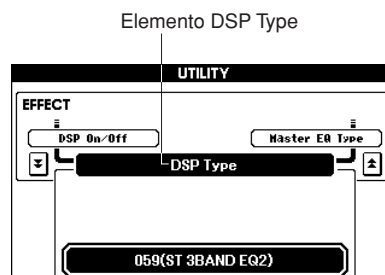 Elemento DSP Type
UTILITY
EFFECT
DSP On/Off
Master EQ Type
DSP Type
059(ST 3BAND EQ2)